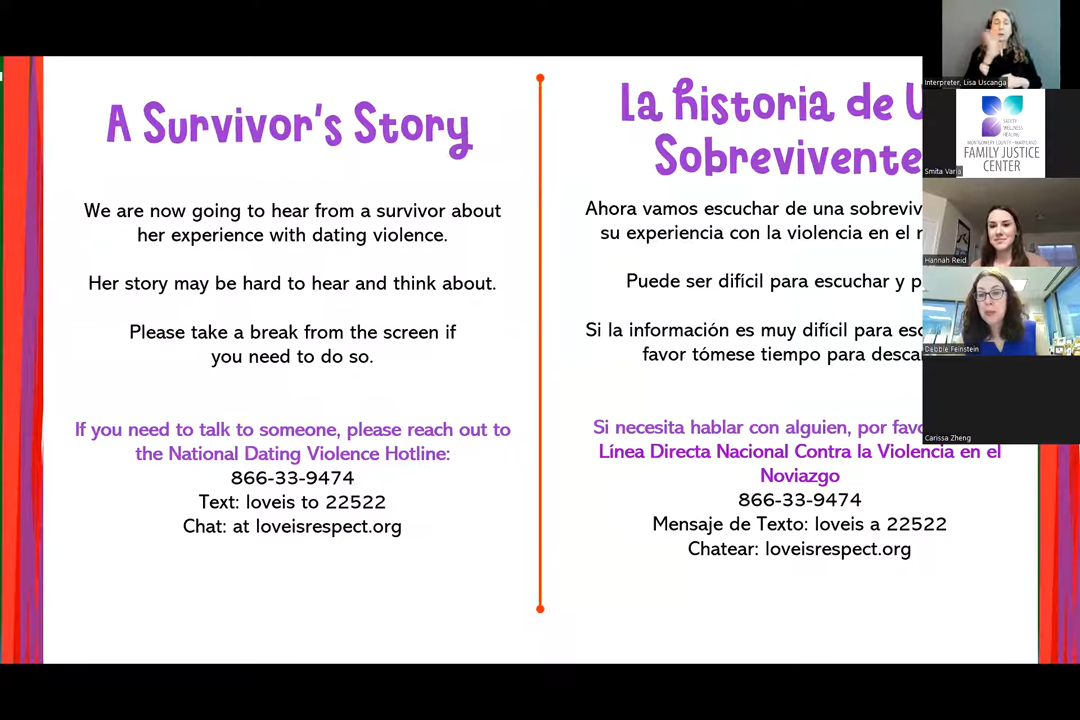 A Survivor's Story
We are now going to hear from a survivor about
her experience with dating violence.
Her story may be hard to hear and think about.
Please take a break from the screen if
you need to do so.
If you need to talk to someone, please reach out to
the National Dating Violence Hotline:
866-33-9474
Text: loveis to 22522
Chat: at loveisrespect.org
La historia de
Sobreviviente
Ahora vamos escuchar de una
su experiencia con la violencia en el
Puede ser difícil para escuchar y
Si la información es muy difícil para
favor tómese tiempo para
Si necesita hablar con alguien, por
Línea Directa Nacional Contra la Violencia en el
Noviazgo
866-33-9474
Mensaje de Texto: loveis a 22522
Chatear: loveisrespect.org
Interpreter, Lisa Uscanga
SAFETY
WELLNESS
HEALING
MONTGOMERY COUNTY • MARYLAND
FAMILY JUSTICE
CENTER
Smita Varia
Hannah Reid
Debbie Feinstein
Carissa Zheng